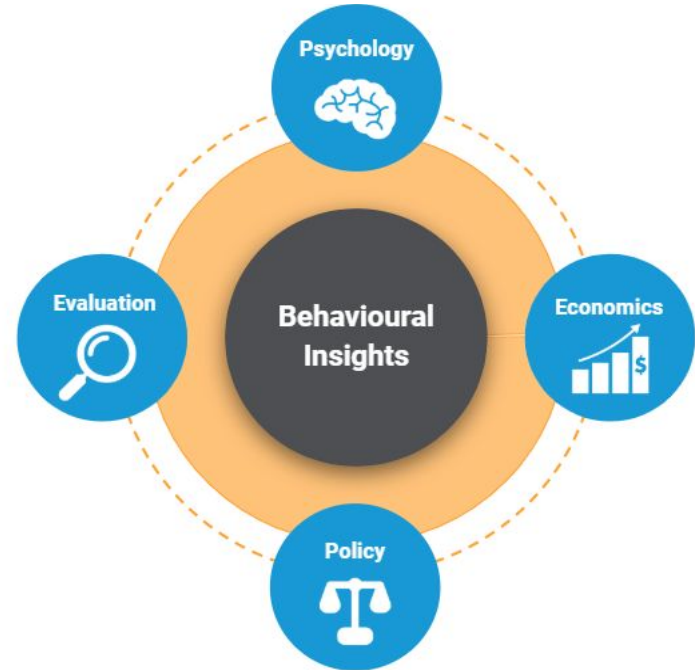 Psychology
Evaluation
Behavioural
Insights
Economics
$
Policy